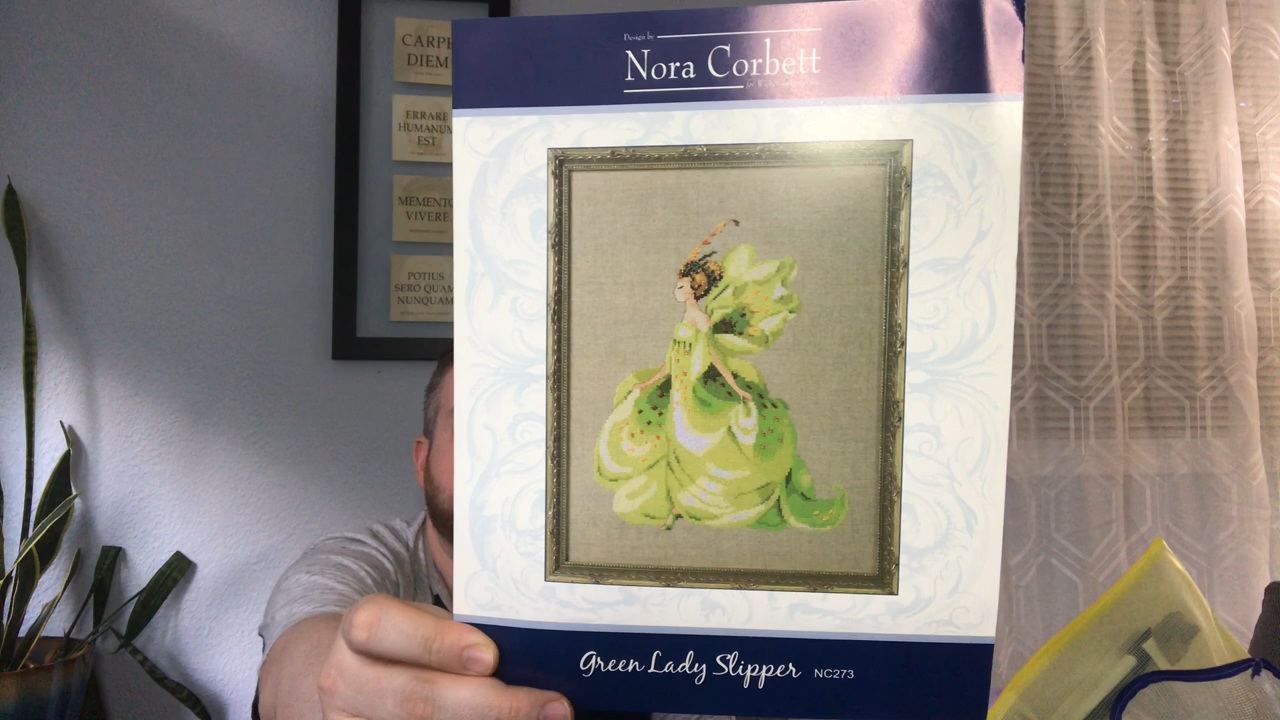 CARPE
DIEM
ERRARE
HUMANUM
EST
MEMENTO
VIVERE
POTIUS
SERO QUAM
NUNQUAM
Design by
Nora Corbett
Green Lady Slipper NC273